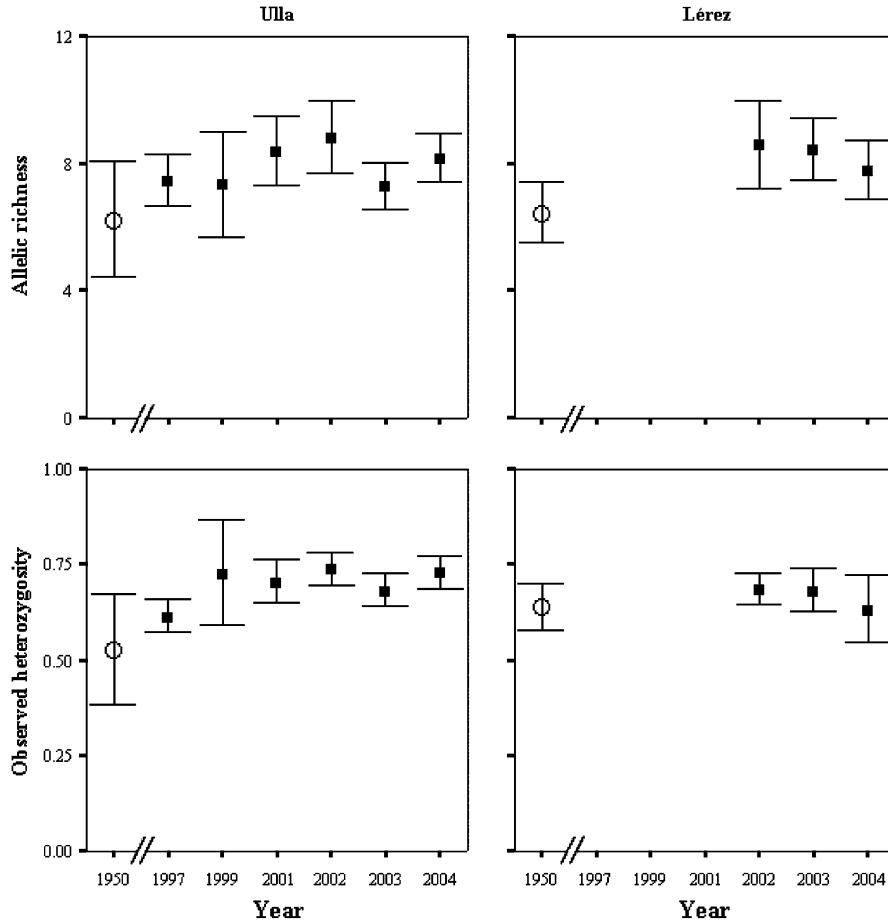 Ulla
Lérez
Allelic richness
12
8
4
0
Observed heterozygosity
1.00
0.75
0.50
0.25
0.00
1950 1997 1999 2001 2002 2003 2004
1950 1997 1999 2001 2002 2003 2004
Year
Year